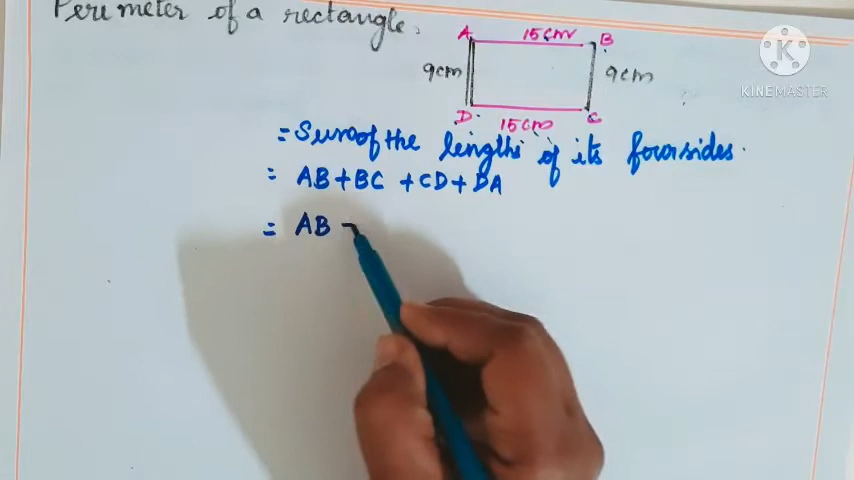 Perimeter of a rectangle.
A 15cm B
9cm 9cm
D 15cm C
= Sum of the lengths of its four sides.
= AB + BC + CD + DA
= AB -
K
KINEMASTER